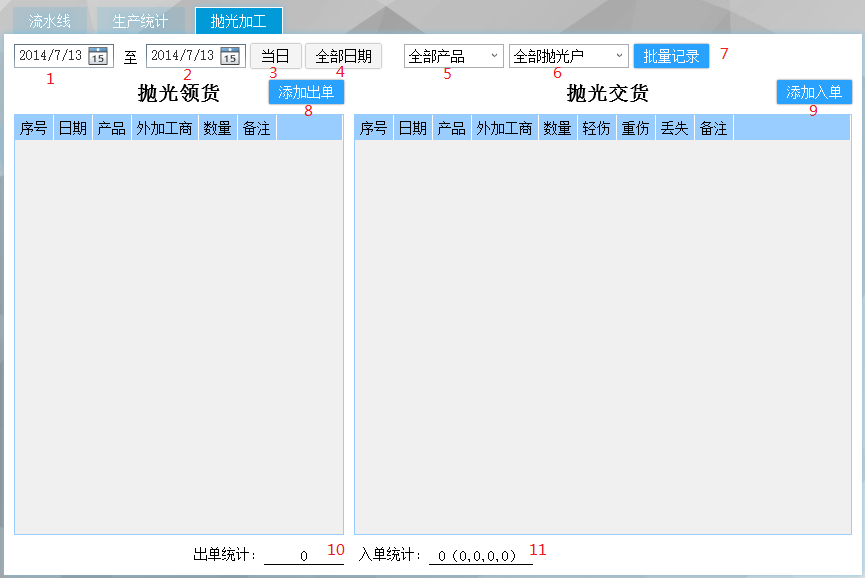 流水线 生产统计 抛光加工
2014/7/13 15 至 2014/7/13 15 当日 全部日期 全部产品 全部抛光户 批量记录 7
1 2 3 4 5 6
抛光领货 添加出单 抛光交货 添加入单
8 9
序号 日期 产品 外加工商 数量 备注 序号 日期 产品 外加工商 数量 轻伤 重伤 丢失 备注
出单统计: 0 10 入单统计: 0 (0,0,0,0) 11